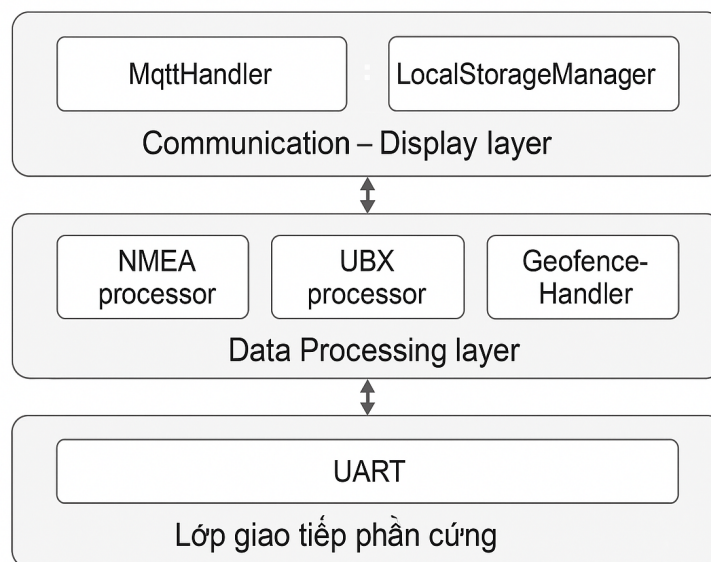 MqttHandler
LocalStorageManager
Communication – Display layer
NMEA
processor
UBX
processor
Geofence-
Handler
Data Processing layer
UART
Lớp giao tiếp phần cứng